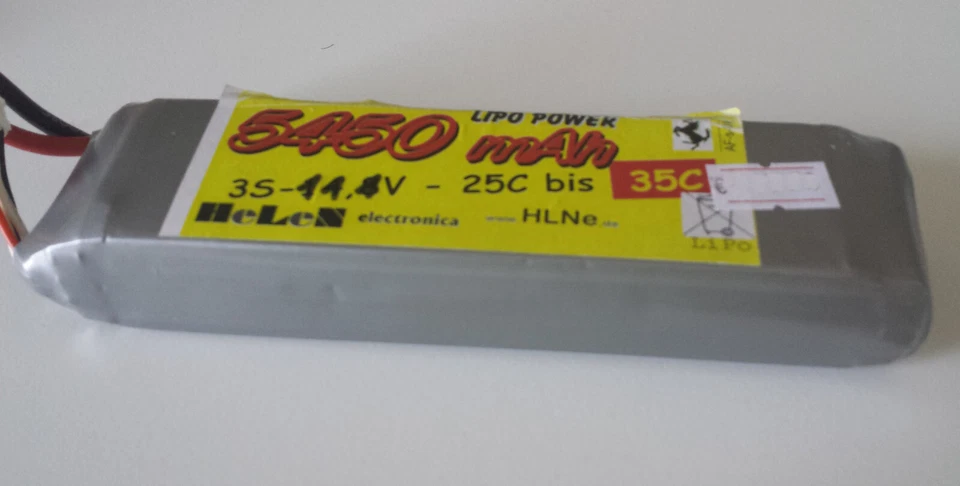 LIPO POWER
5450 mAh
3S-11,1V - 25C bis 35C
HeLeN electronica www.HLNe.de
LiPo